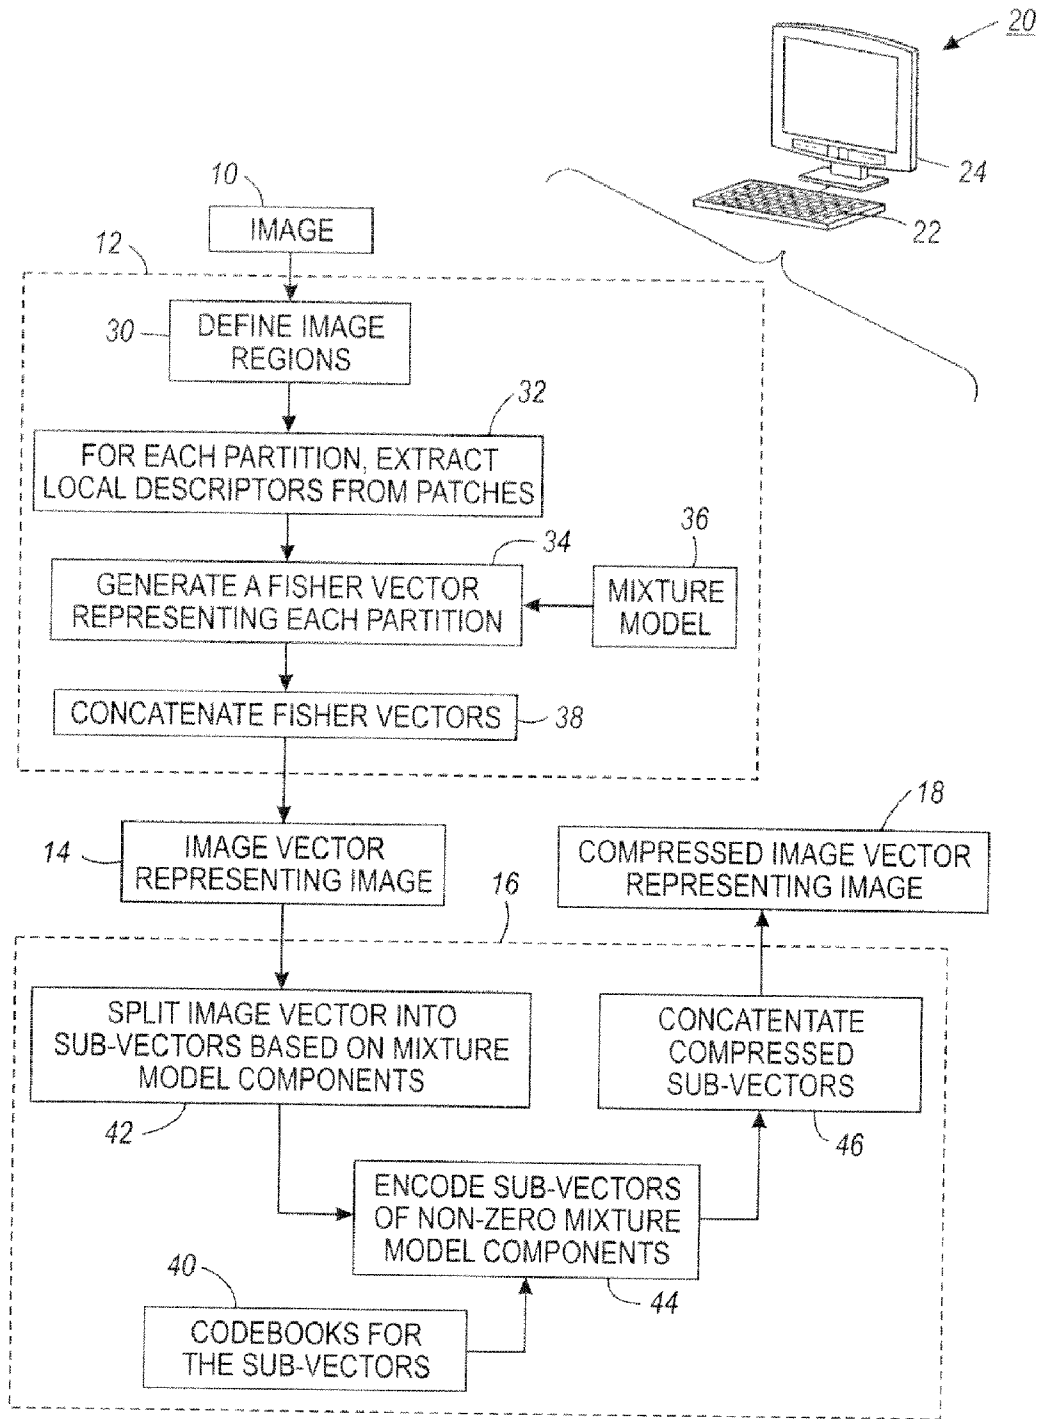 20
24
22
10
IMAGE
12
30
DEFINE IMAGE
REGIONS
32
FOR EACH PARTITION, EXTRACT
LOCAL DESCRIPTORS FROM PATCHES
34
36
GENERATE A FISHER VECTOR
REPRESENTING EACH PARTITION
MIXTURE
MODEL
CONCATENATE FISHER VECTORS
38
14
IMAGE VECTOR
REPRESENTING IMAGE
18
COMPRESSED IMAGE VECTOR
REPRESENTING IMAGE
16
SPLIT IMAGE VECTOR INTO
SUB-VECTORS BASED ON MIXTURE
MODEL COMPONENTS
42
CONCATENTATE
COMPRESSED
SUB-VECTORS
46
ENCODE SUB-VECTORS
OF NON-ZERO MIXTURE
MODEL COMPONENTS
44
40
CODEBOOKS FOR
THE SUB-VECTORS